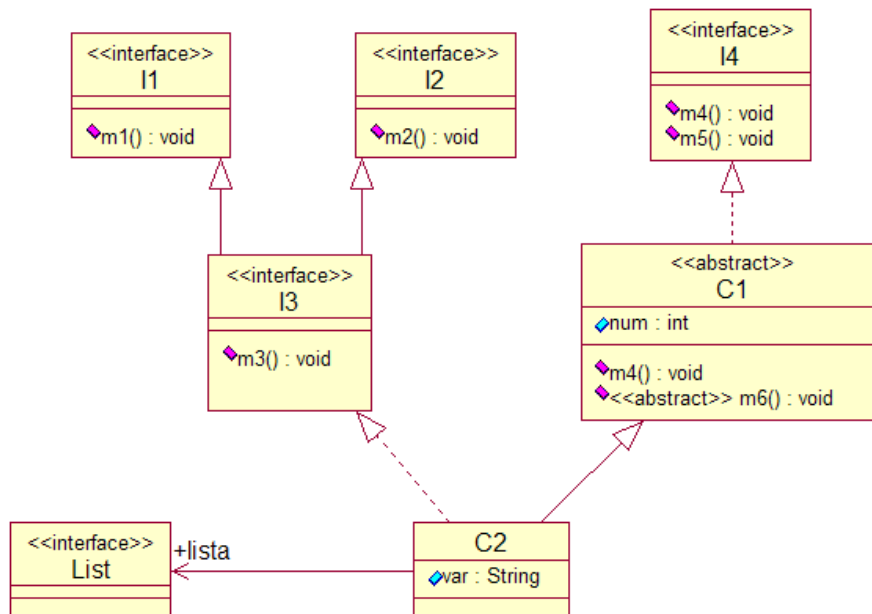 <<interface>>
I1
m1() : void
<<interface>>
I2
m2() : void
<<interface>>
I4
m4() : void
m5() : void
<<interface>>
I3
m3() : void
<<abstract>>
C1
num : int
m4() : void
<<abstract>> m6() : void
<<interface>>
List
+lista
C2
var : String